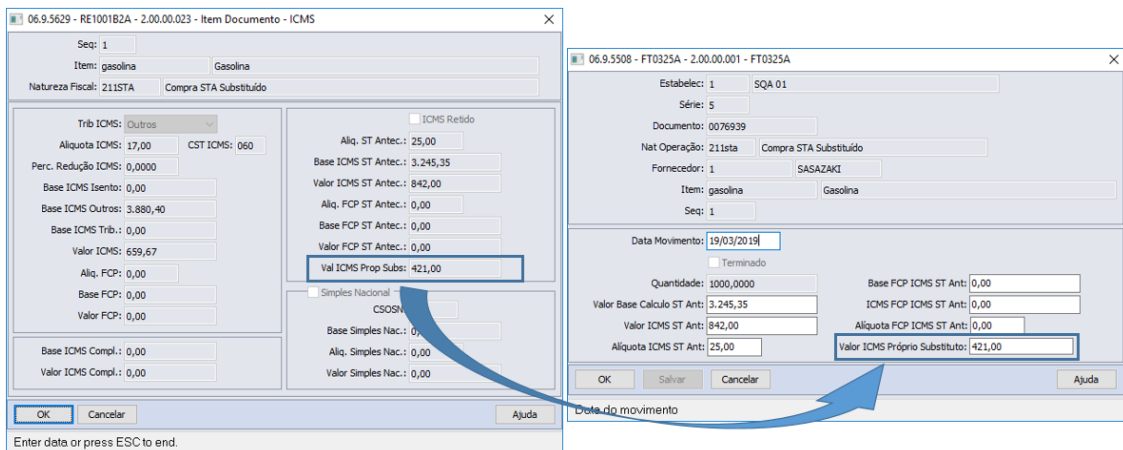 06.9.5629 - RE1001B2A - 2.00.00.023 - Item Documento - ICMS
Seq: 1
Item: gasolina Gasolina
Natureza Fiscal: 211STA Compra STA Substituído
Trib ICMS: Outros
Aliquota ICMS: 17,00 CST ICMS: 060
Perc. Redução ICMS: 0,0000
Base ICMS Isento: 0,00
Base ICMS Outros: 3.880,40
Base ICMS Trib.: 0,00
Valor ICMS: 659,67
Aliq. FCP: 0,00
Base FCP: 0,00
Valor FCP: 0,00
Base ICMS Compl.: 0,00
Valor ICMS Compl.: 0,00
ICMS Retido
Aliq. ST Antec.: 25,00
Base ICMS ST Antec.: 3.245,35
Valor ICMS ST Antec.: 842,00
Aliq. FCP ST Antec.: 0,00
Base FCP ST Antec.: 0,00
Valor FCP ST Antec.: 0,00
Val ICMS Prop Subs: 421,00
Simples Nacional
CSOSN
Base Simples Nac.: 0,
Aliq. Simples Nac.: 0,00
Valor Simples Nac.: 0,00
OK Cancelar Ajuda
Enter data or press ESC to end.
06.9.5508 - FT0325A - 2.00.00.001 - FT0325A
Estabelec: 1 SQA 01
Série: 5
Documento: 0076939
Nat Operação: 211sta Compra STA Substituído
Fornecedor: 1 SASAZAKI
Item: gasolina Gasolina
Seq: 1
Data Movimento: 19/03/2019
Terminado
Quantidade: 1000,0000 Base FCP ICMS ST Ant: 0,00
Valor Base Calculo ST Ant: 3.245,35 ICMS FCP ICMS ST Ant: 0,00
Valor ICMS ST Ant: 842,00 Alíquota FCP ICMS ST Ant: 0,00
Alíquota ICMS ST Ant: 25,00 Valor ICMS Próprio Substituto: 421,00
OK Salvar Cancelar Ajuda
do movimento